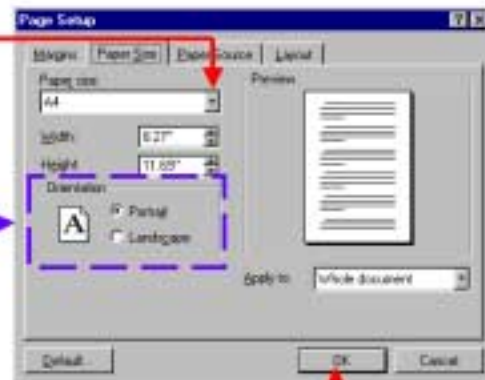 Page Setup
Margins Paper Size Paper Source Layout
Paper size: Preview
A4
Width: 8.27"
Height: 11.69"
Orientation
A Portrait
Landscape
Apply to: Whole document
Default... OK Cancel